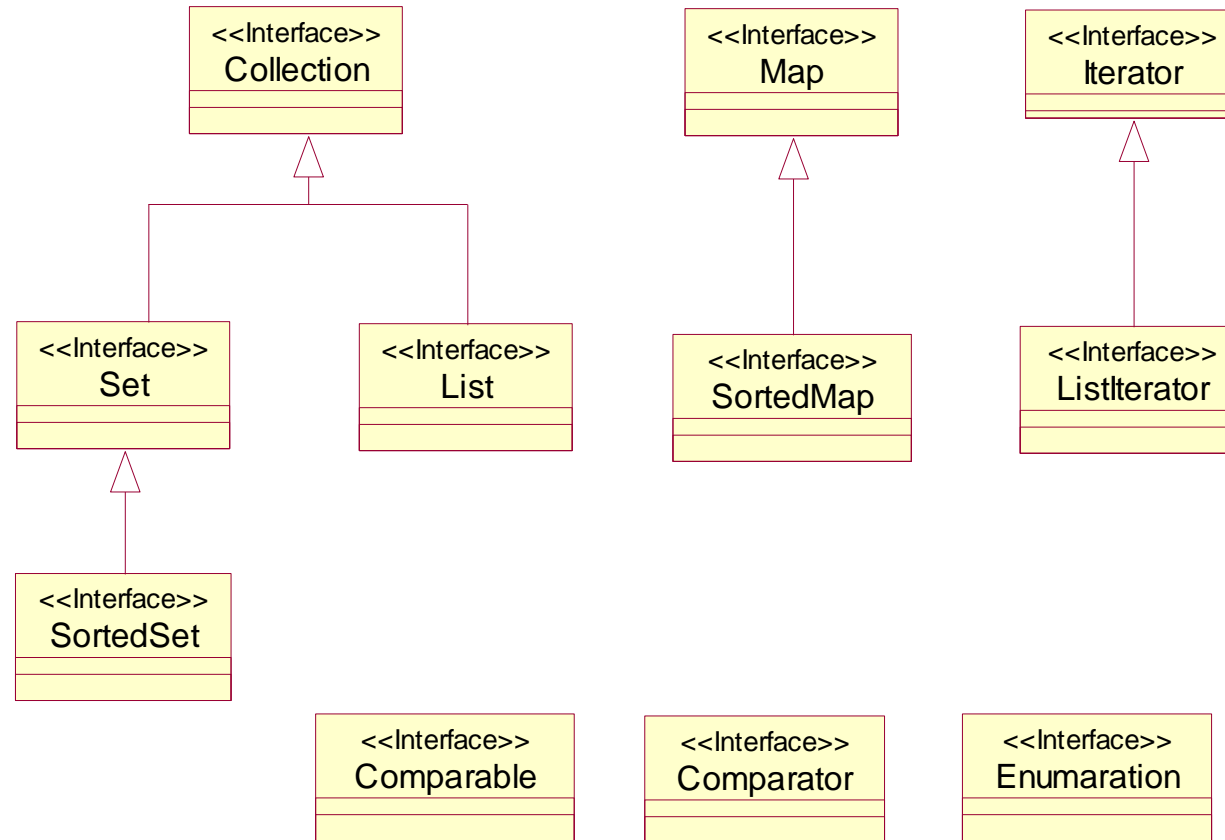 <<Interface>>
Collection
<<Interface>>
Map
<<Interface>>
Iterator
<<Interface>>
Set
<<Interface>>
List
<<Interface>>
SortedMap
<<Interface>>
ListIterator
<<Interface>>
SortedSet
<<Interface>>
Comparable
<<Interface>>
Comparator
<<Interface>>
Enumaration